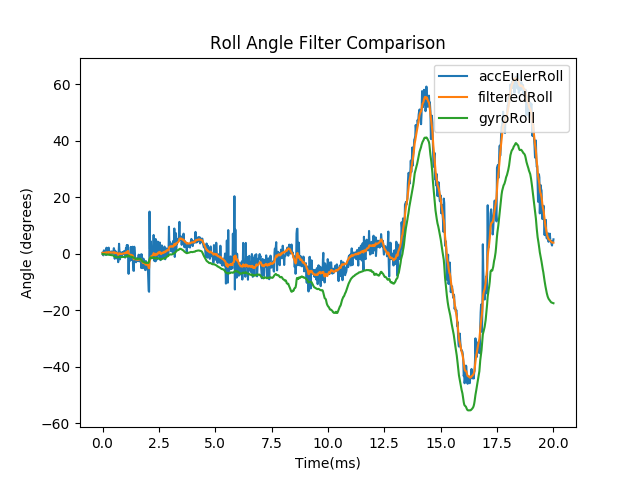 Roll Angle Filter Comparison
accEulerRoll
filteredRoll
gyroRoll
Angle (degrees)
60
40
20
0
−20
−40
−60
0.0 2.5 5.0 7.5 10.0 12.5 15.0 17.5 20.0
Time(ms)